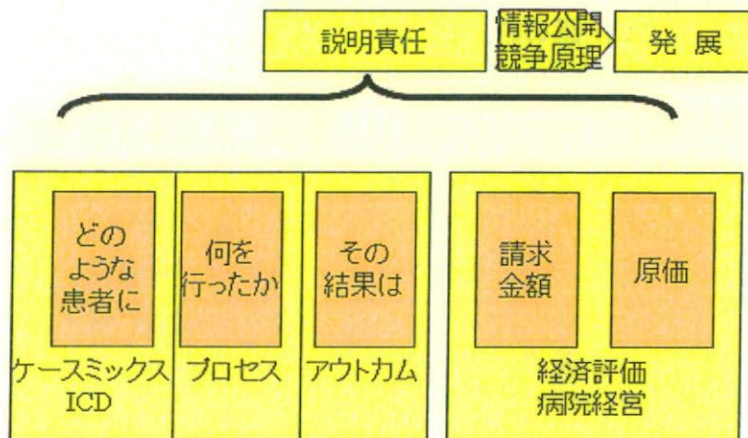 説明責任
情報公開
競争原理
発 展
どの
ような
患者に
何を
行ったか
その
結果は
請求
金額
原価
ケースミックス
ICD
プロセス
アウトカム
経済評価
病院経営